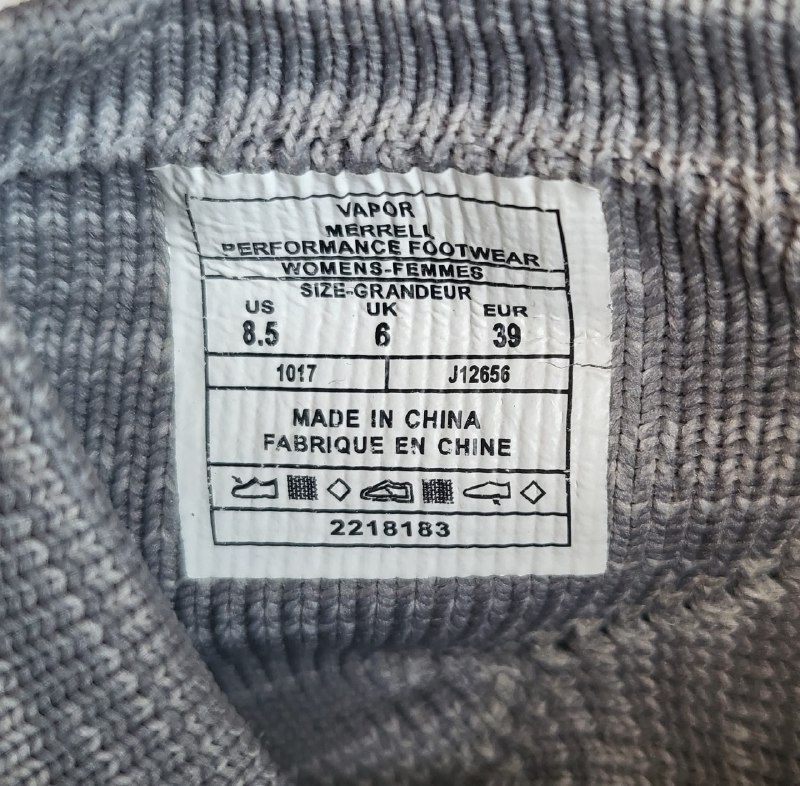 VAPOR
MERRELL
PERFORMANCE FOOTWEAR
WOMENS-FEMMES
SIZE-GRANDEUR
US UK EUR
8.5 6 39
1017 J12656
MADE IN CHINA
FABRIQUE EN CHINE
2218183